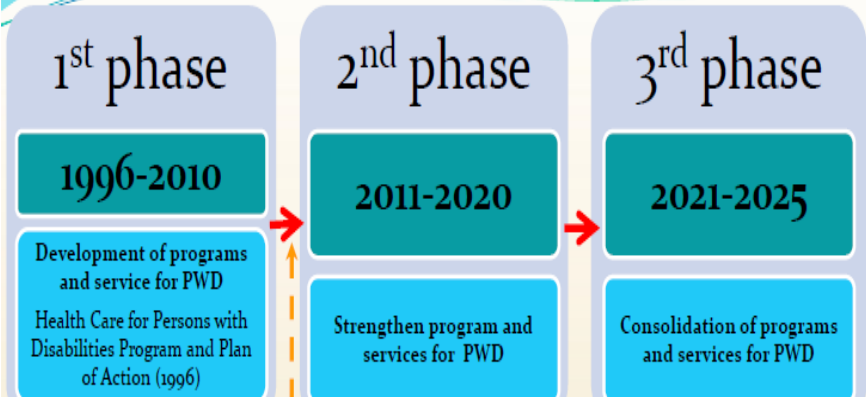 1st phase
1996-2010
Development of programs
and service for PWD
Health Care for Persons with
Disabilities Program and Plan
of Action (1996)
2nd phase
2011-2020
Strengthen program and
services for PWD
3rd phase
2021-2025
Consolidation of programs
and services for PWD